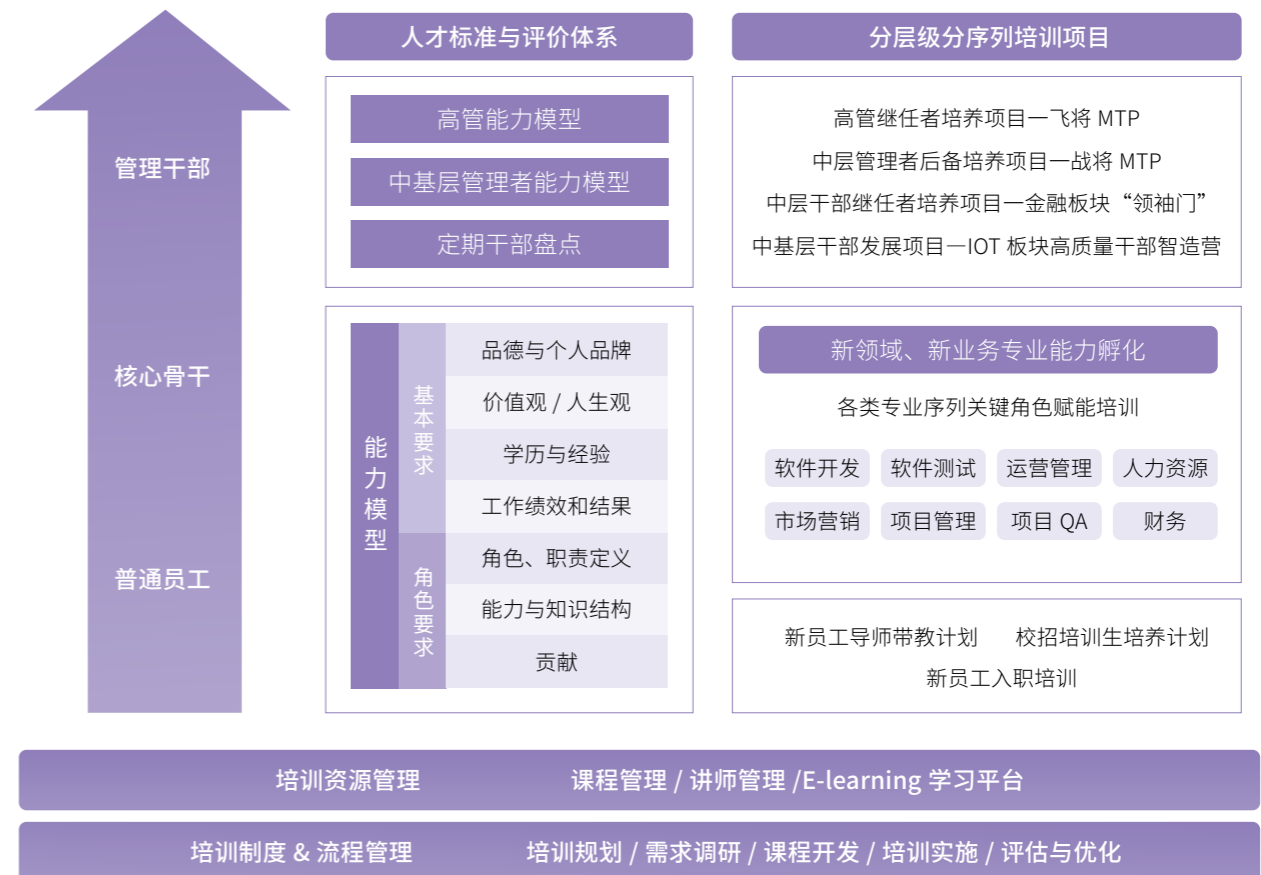 人才标准与评价体系
分层级分序列培训项目
管理干部
核心骨干
普通员工
高管能力模型
中基层管理者能力模型
定期干部盘点
高管继任者培养项目一飞将 MTP
中层管理者后备培养项目一战将 MTP
中层干部继任者培养项目一金融板块“领袖门”
中基层干部发展项目—IOT 板块高质量干部智造营
能力模型
基本要求
品德与个人品牌
价值观 / 人生观
学历与经验
工作绩效和结果
角色要求
角色、职责定义
能力与知识结构
贡献
新领域、新业务专业能力孵化
各类专业序列关键角色赋能培训
软件开发 软件测试 运营管理 人力资源
市场营销 项目管理 项目 QA 财务
新员工导师带教计划 校招培训生培养计划
新员工入职培训
培训资源管理 课程管理 / 讲师管理 /E-learning 学习平台
培训制度 & 流程管理 培训规划 / 需求调研 / 课程开发 / 培训实施 / 评估与优化